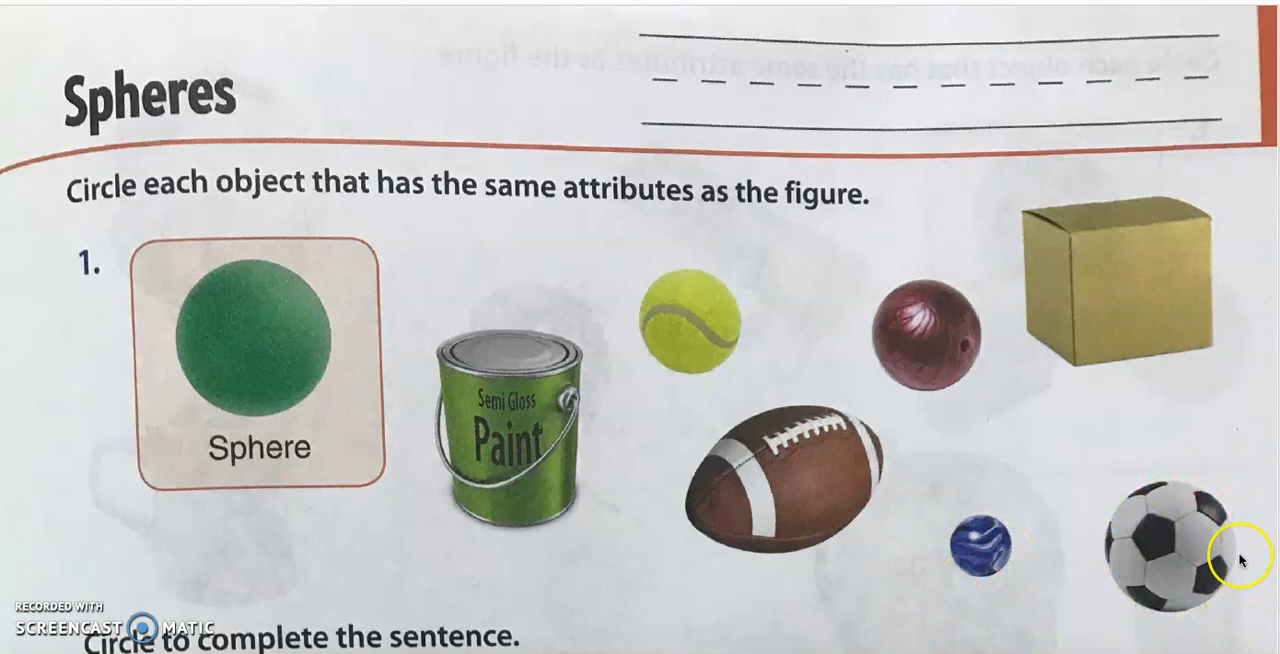 Spheres
Circle each object that has the same attributes as the figure.
1.
Sphere
Semi Gloss
Paint
RECORDED WITH
SCREENCAST MATIC
Circle to complete the sentence.